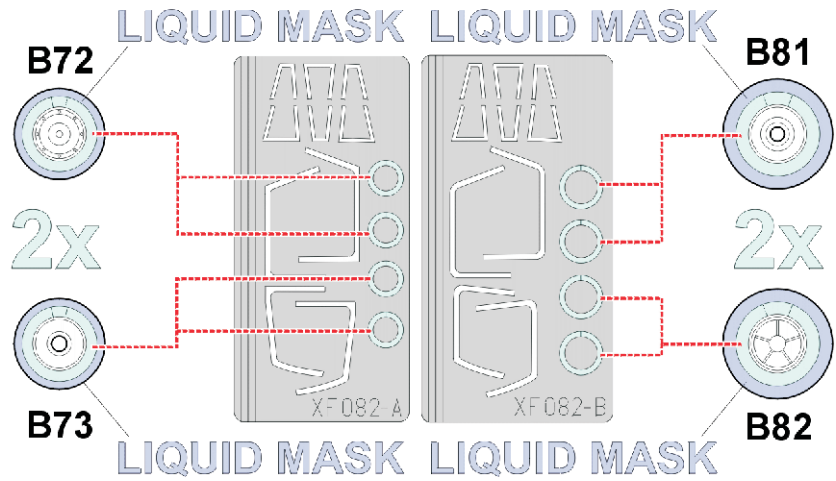 LIQUID MASK LIQUID MASK
B72 B81
2x 2x
XF082-A XF082-B
B73 B82
LIQUID MASK LIQUID MASK